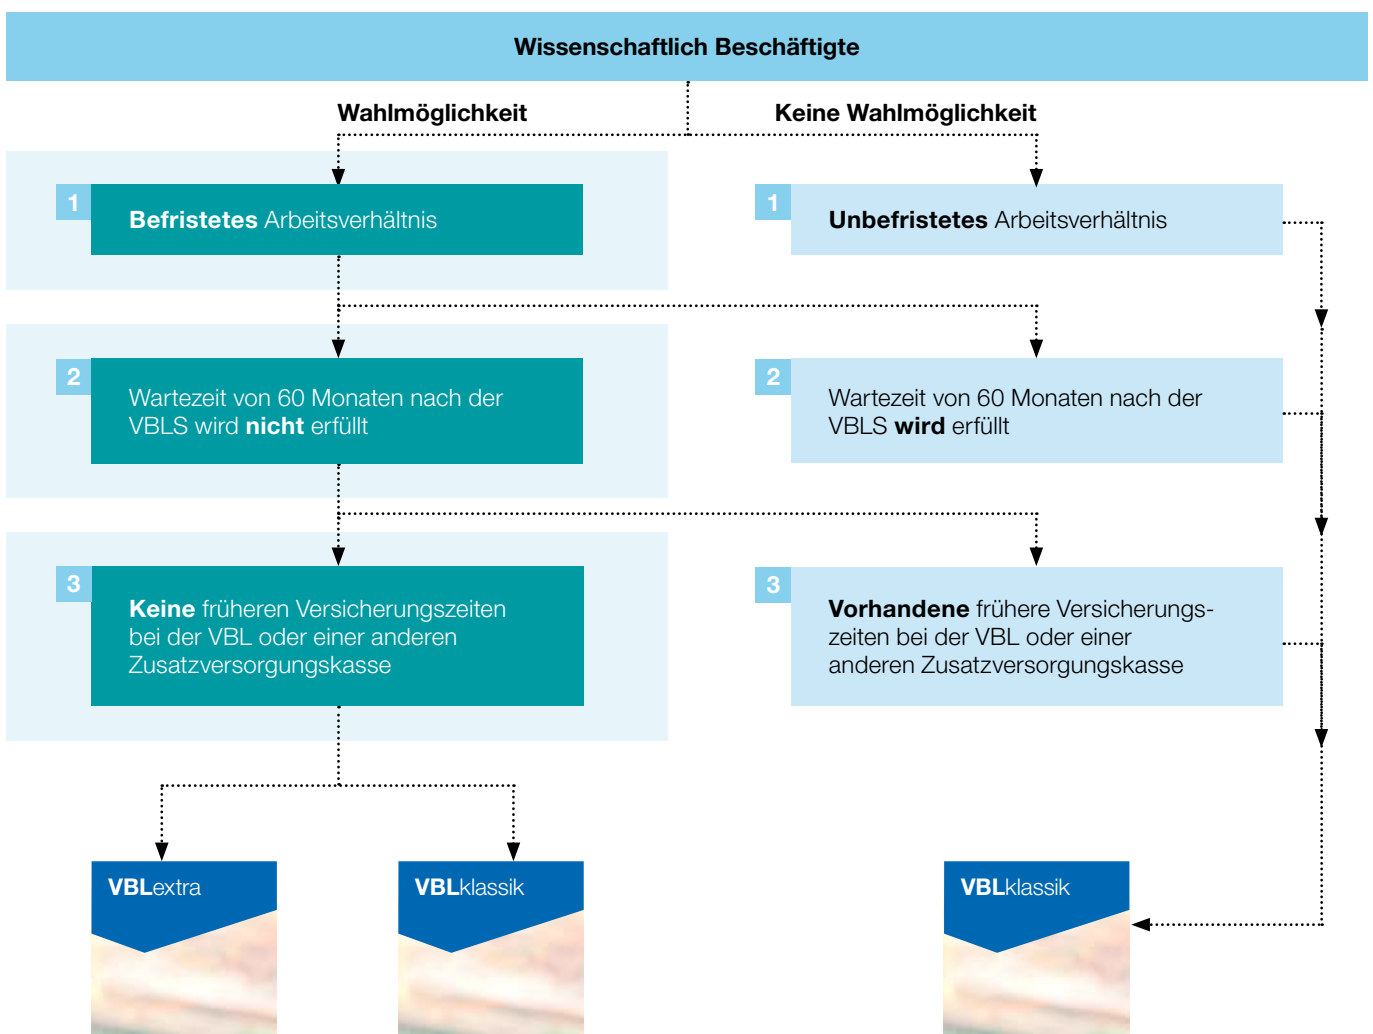 Wissenschaftlich Beschäftigte
Wahlmöglichkeit
Keine Wahlmöglichkeit
1
Befristetes Arbeitsverhältnis
1
Unbefristetes Arbeitsverhältnis
2
Wartezeit von 60 Monaten nach der
VBLS wird nicht erfüllt
2
Wartezeit von 60 Monaten nach der
VBLS wird erfüllt
3
Keine früheren Versicherungszeiten
bei der VBL oder einer anderen
Zusatzversorgungskasse
3
Vorhandene frühere Versicherungs-
zeiten bei der VBL oder einer
anderen Zusatzversorgungskasse
VBLextra
VBLklassik
VBLklassik